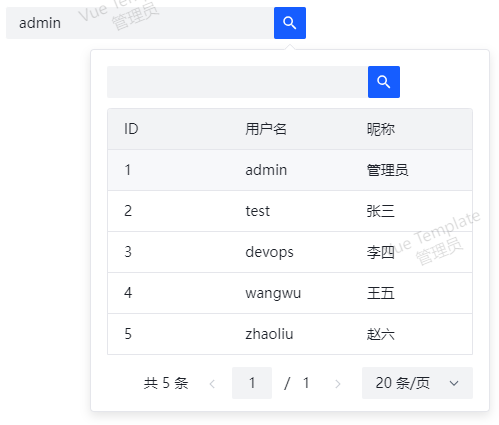 admin
Vue Template
管理员
ID 用户名 昵称
1 admin 管理员
2 test 张三
3 devops 李四
4 wangwu 王五
5 zhaoliu 赵六
Vue Template
管理员
共 5 条 1 / 1 20 条/页